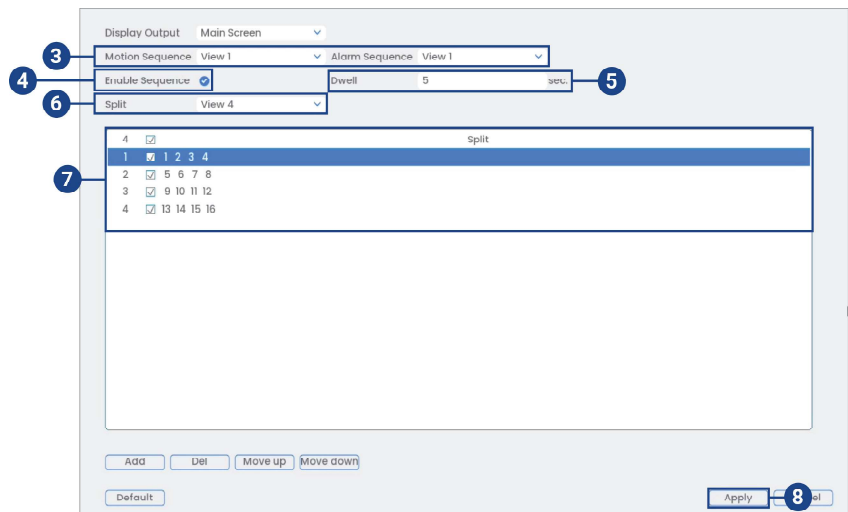 Display Output Main Screen
3 Motion Sequence View 1 Alarm Sequence View 1
4 Enable Sequence Dwell 5 sec. 5
6 Split View 4
4 Split
1 1 2 3 4
7
2 5 6 7 8
3 9 10 11 12
4 13 14 15 16
Add Del Move up Move down
Default Apply 8 el